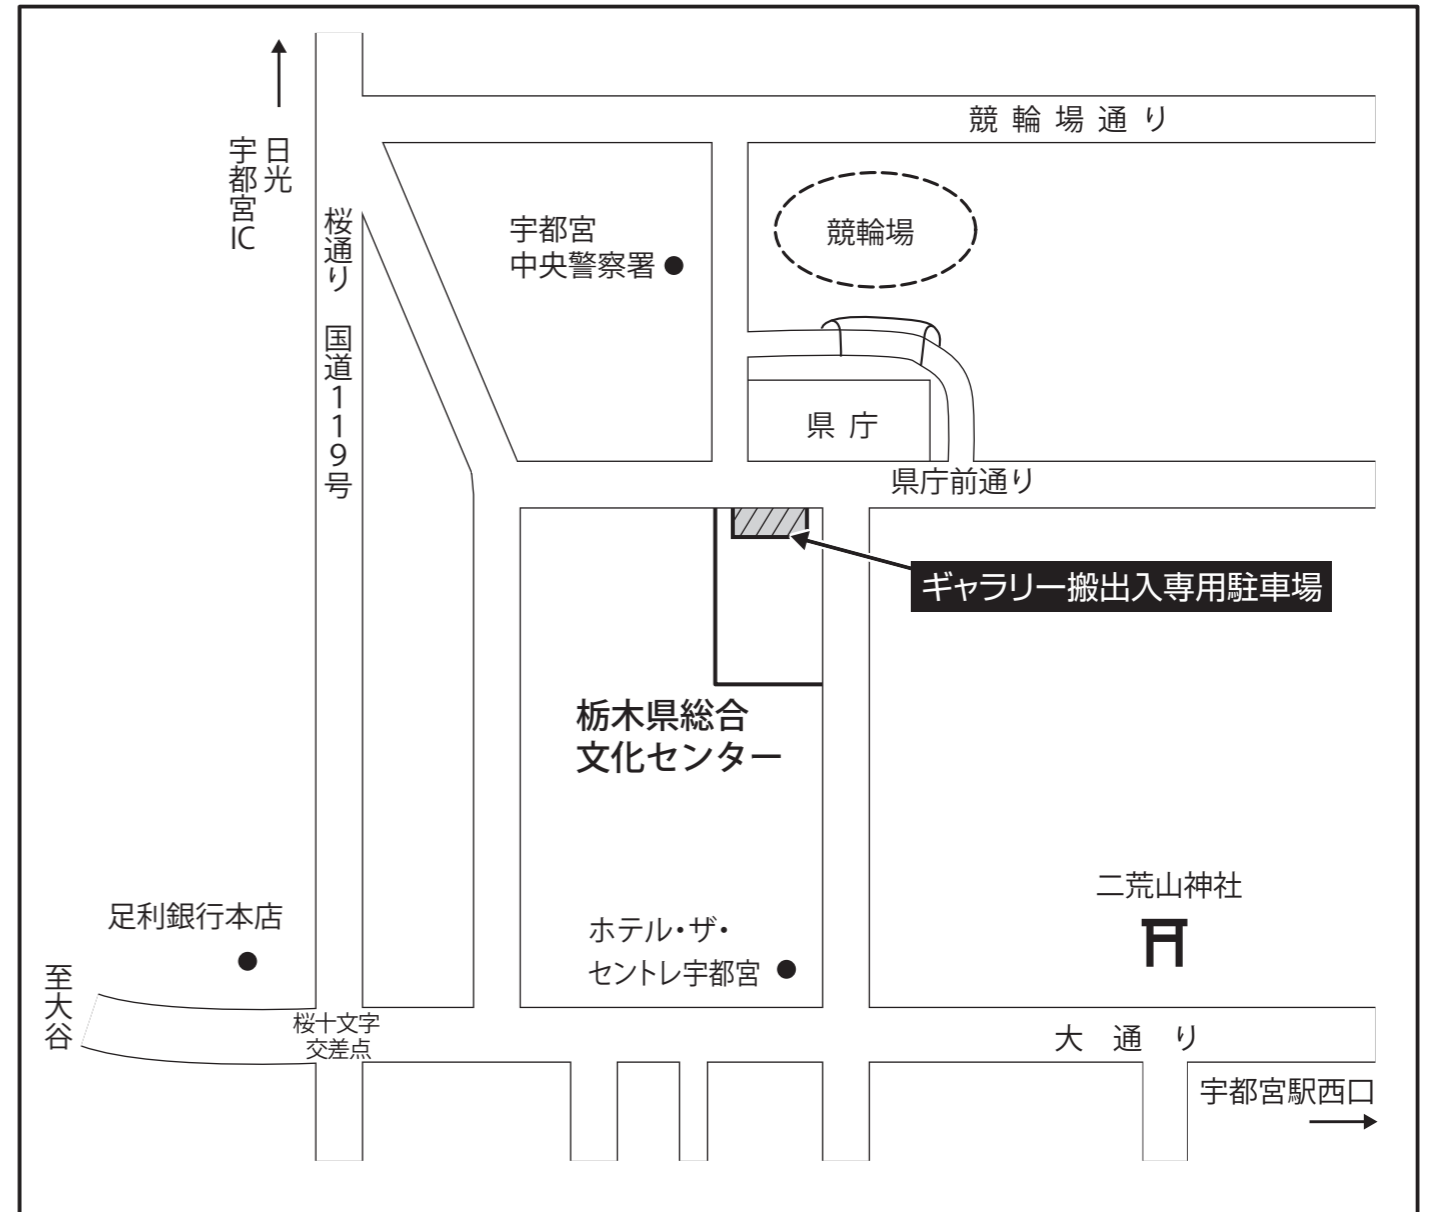 競輪場通り
日光
宇都宮IC
桜通り 国道119号
宇都宮
中央警察署
競輪場
県庁
県庁前通り
ギャラリー搬出入専用駐車場
栃木県総合
文化センター
二荒山神社
足利銀行本店
ホテル・ザ・
セントレ宇都宮
至大谷
桜十文字
交差点
大通り
宇都宮駅西口